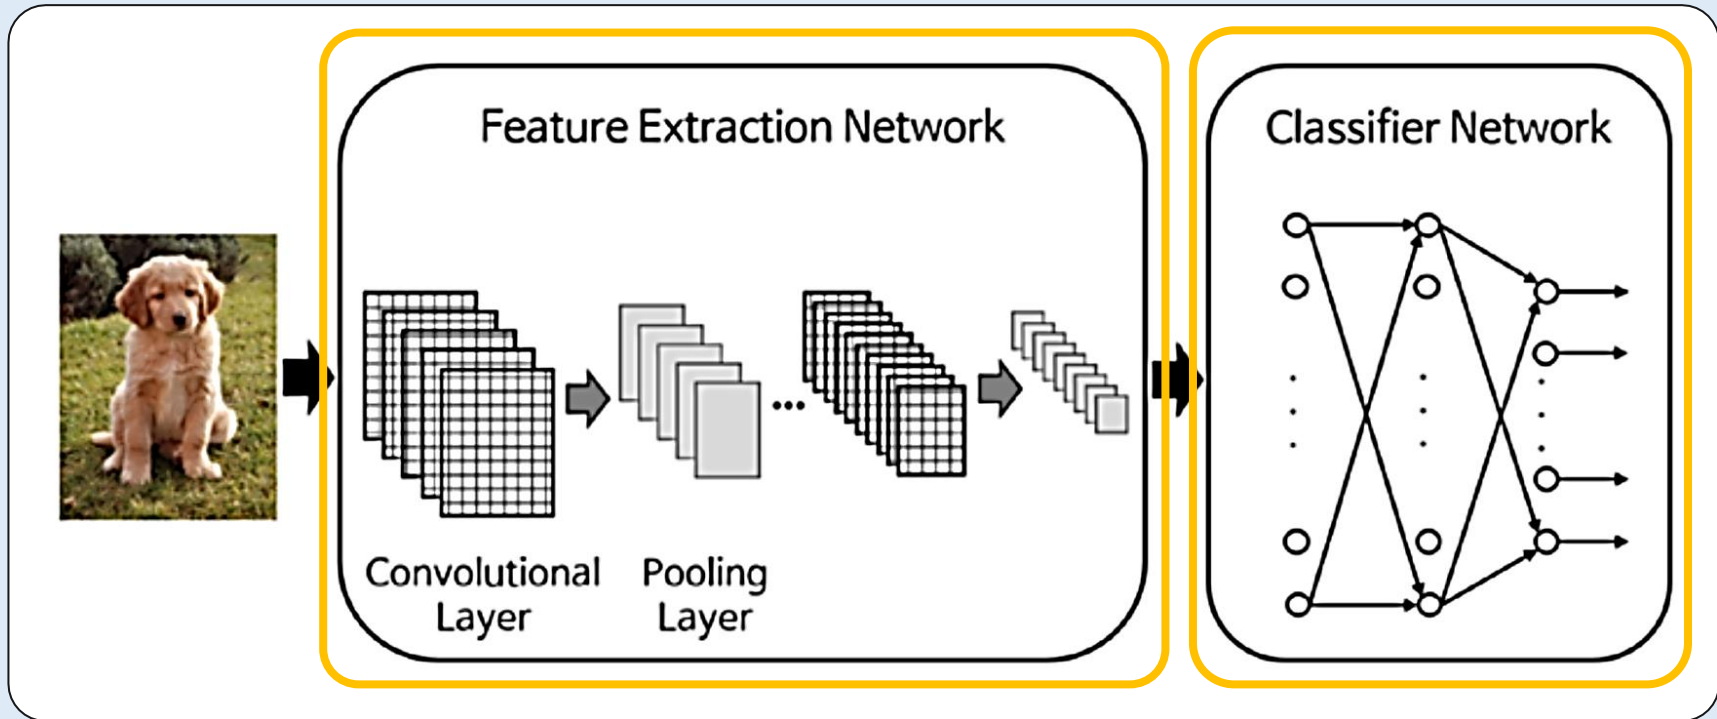 Feature Extraction Network
Classifier Network
Convolutional
Layer
Pooling
Layer